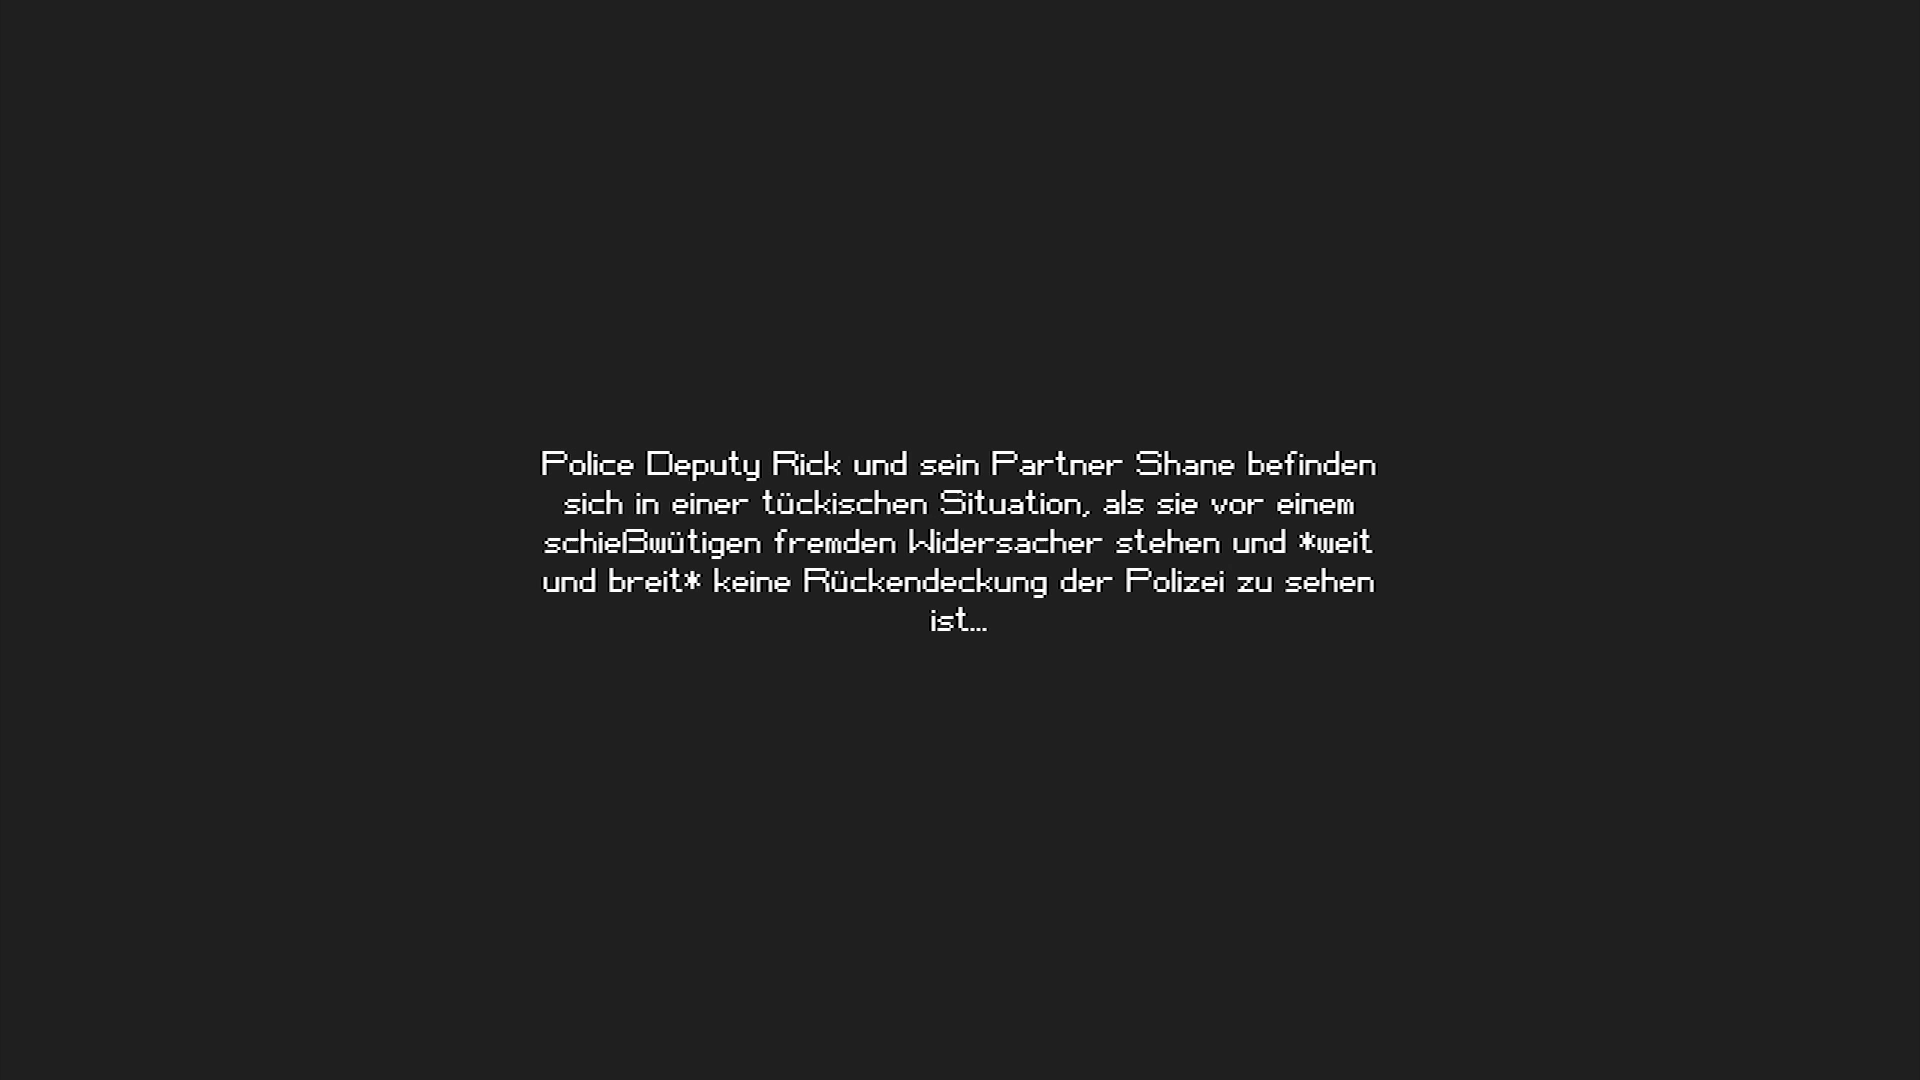 Police Deputy Rick und sein Partner Shane befinden
sich in einer tückischen Situation, als sie vor einem
schießwütigen fremden Widersacher stehen und *weit
und breit* keine Rückendeckung der Polizei zu sehen
ist...